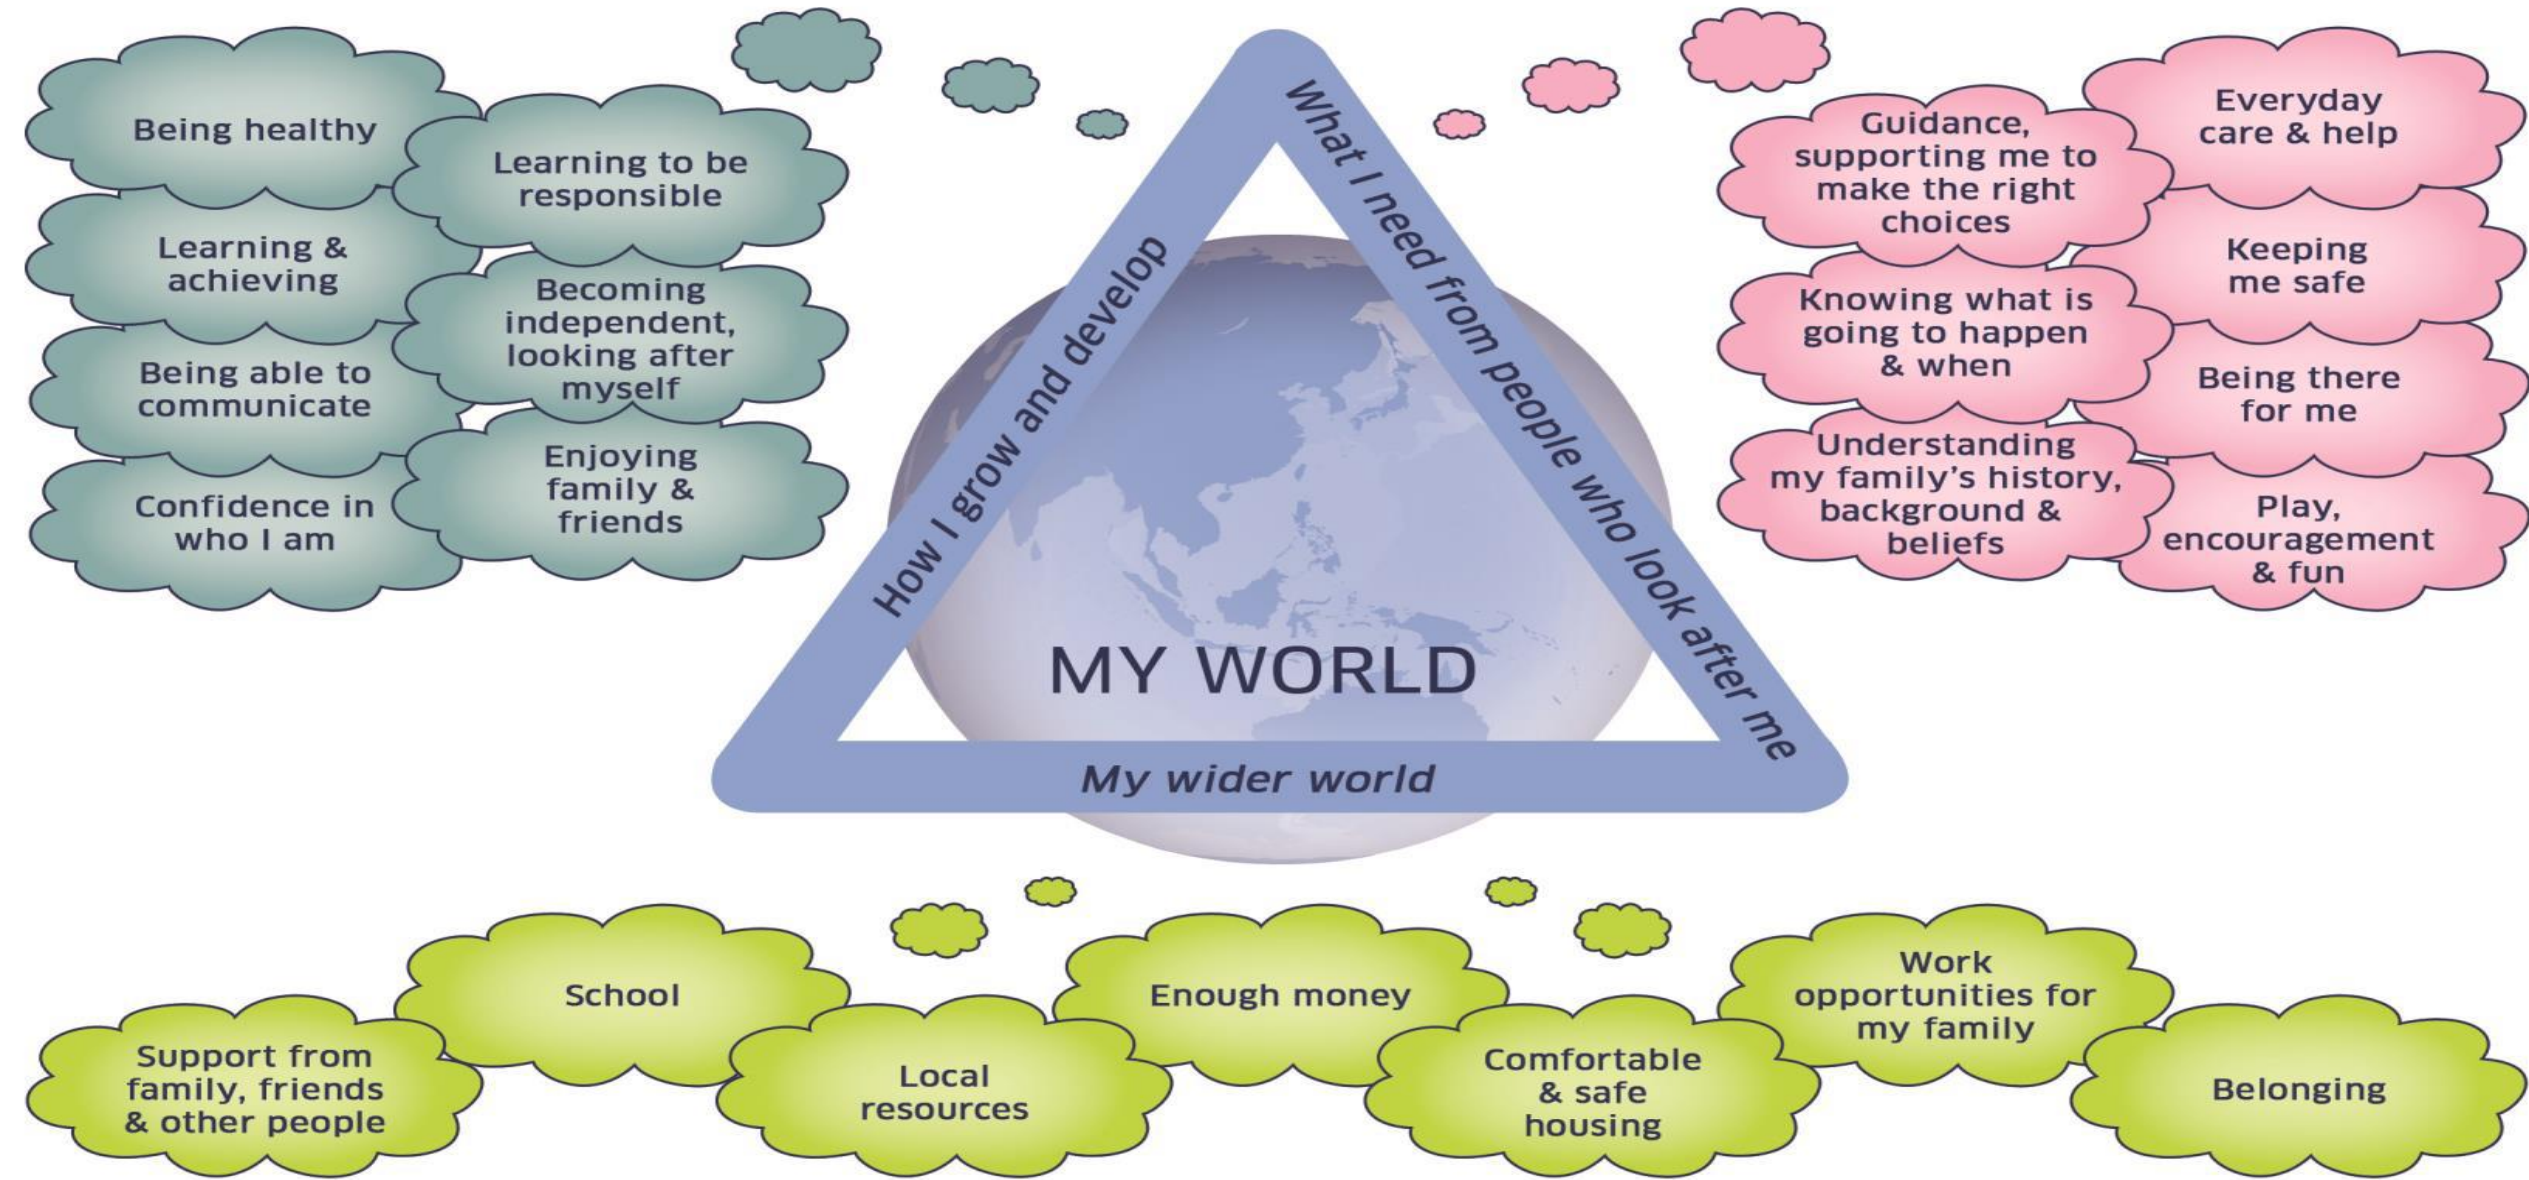 Being healthy
Learning &
achieving
Being able to
communicate
Confidence in
who I am
Learning to be
responsible
Becoming
independent,
looking after
myself
Enjoying
family &
friends
How I grow and develop
What I need from people who look after me
MY WORLD
My wider world
Guidance,
supporting me to
make the right
choices
Knowing what is
going to happen
& when
Understanding
my family's history,
background &
beliefs
Everyday
care & help
Keeping
me safe
Being there
for me
Play,
encouragement
& fun
Support from
family, friends
& other people
School
Local
resources
Enough money
Comfortable
& safe
housing
Work
opportunities for
my family
Belonging